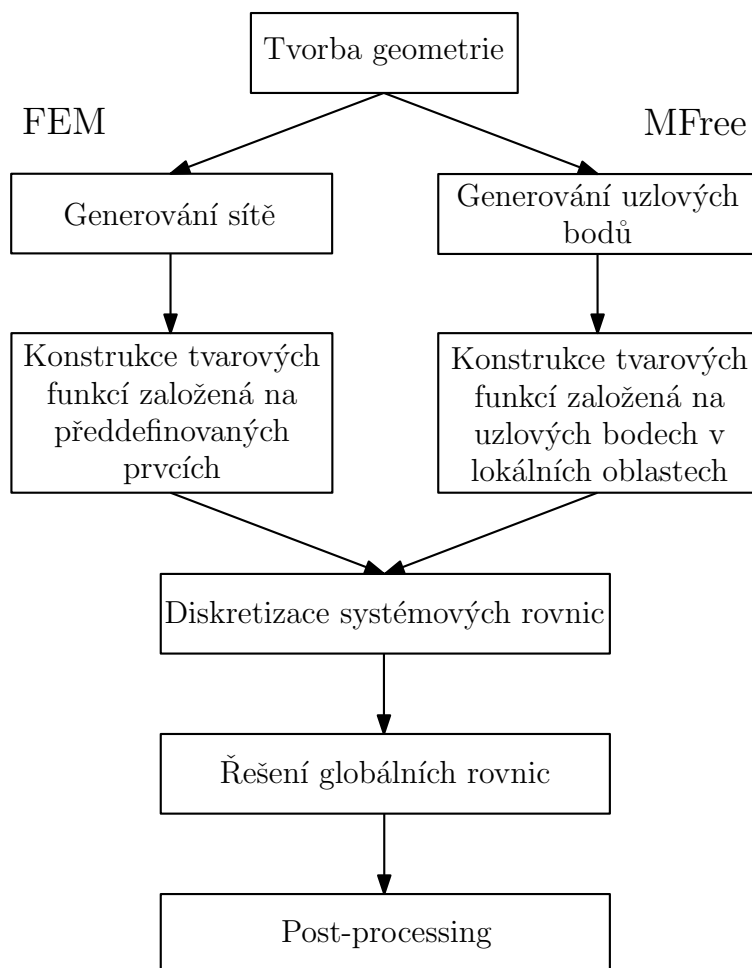 Tvorba geometrie
FEM
MFree
Generování sítě
Generování uzlových
bodů
Konstrukce tvarových
funkcí založená na
předdefinovaných
prvcích
Konstrukce tvarových
funkcí založená na
uzlových bodech v
lokálních oblastech
Diskretizace systémových rovnic
Řešení globálních rovnic
Post-processing